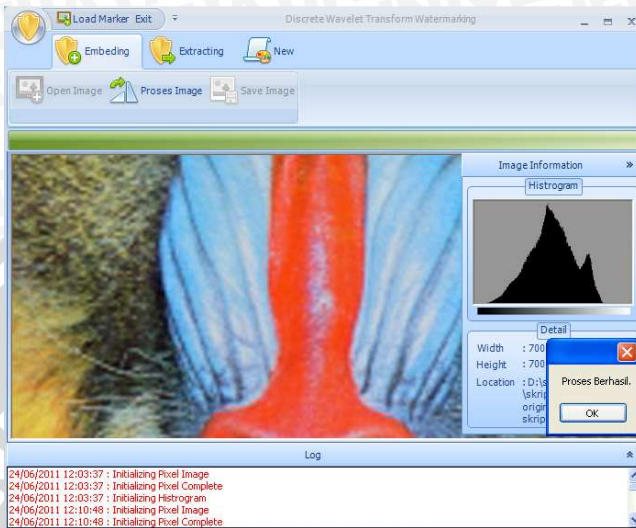 Load Marker Exit
Discrete Wavelet Transform Watermarking
Embeding Extracting New
Open Image Proses Image Save Image
Image Information
Histrogram
Detail
Width : 700
Height : 700
Location : D:\s
\skrip
origin
skrip
Proses Berhasil.
OK
Log
24/06/2011 12:03:37 : Initializing Pixel Image
24/06/2011 12:03:37 : Initializing Pixel Complete
24/06/2011 12:03:37 : Initializing Histrogram
24/06/2011 12:10:48 : Initializing Pixel Image
24/06/2011 12:10:48 : Initializing Pixel Complete